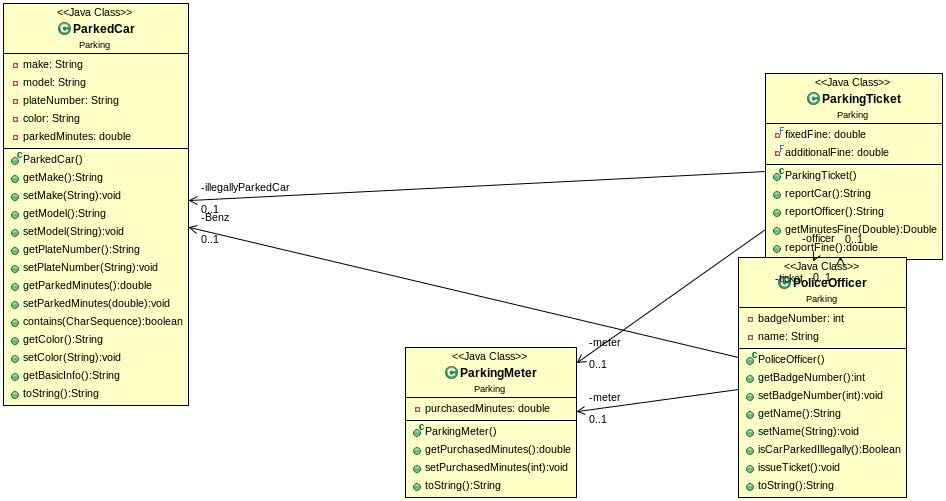 <<Java Class>>
ParkedCar
Parking
make: String
model: String
plateNumber: String
color: String
parkedMinutes: double
ParkedCar()
getMake():String
setMake(String):void
getModel():String
setModel(String):void
getPlateNumber():String
setPlateNumber(String):void
getParkedMinutes():double
setParkedMinutes(double):void
contains(CharSequence):boolean
getColor():String
setColor(String):void
getBasicInfo():String
toString():String
-illegallyParkedCar
0..1
-Benz
0..1
<<Java Class>>
ParkingTicket
Parking
fixedFine: double
additionalFine: double
ParkingTicket()
reportCar():String
reportOfficer():String
getMinutesFine(Double):Double
reportFine():double
-officer
0..1
-ticket
0..1
<<Java Class>>
PoliceOfficer
Parking
badgeNumber: int
name: String
PoliceOfficer()
getBadgeNumber():int
setBadgeNumber(int):void
getName():String
setName(String):void
isCarParkedIllegally():Boolean
issueTicket():void
toString():String
-meter
0..1
-meter
0..1
<<Java Class>>
ParkingMeter
Parking
purchasedMinutes: double
ParkingMeter()
getPurchasedMinutes():double
setPurchasedMinutes(int):void
toString():String